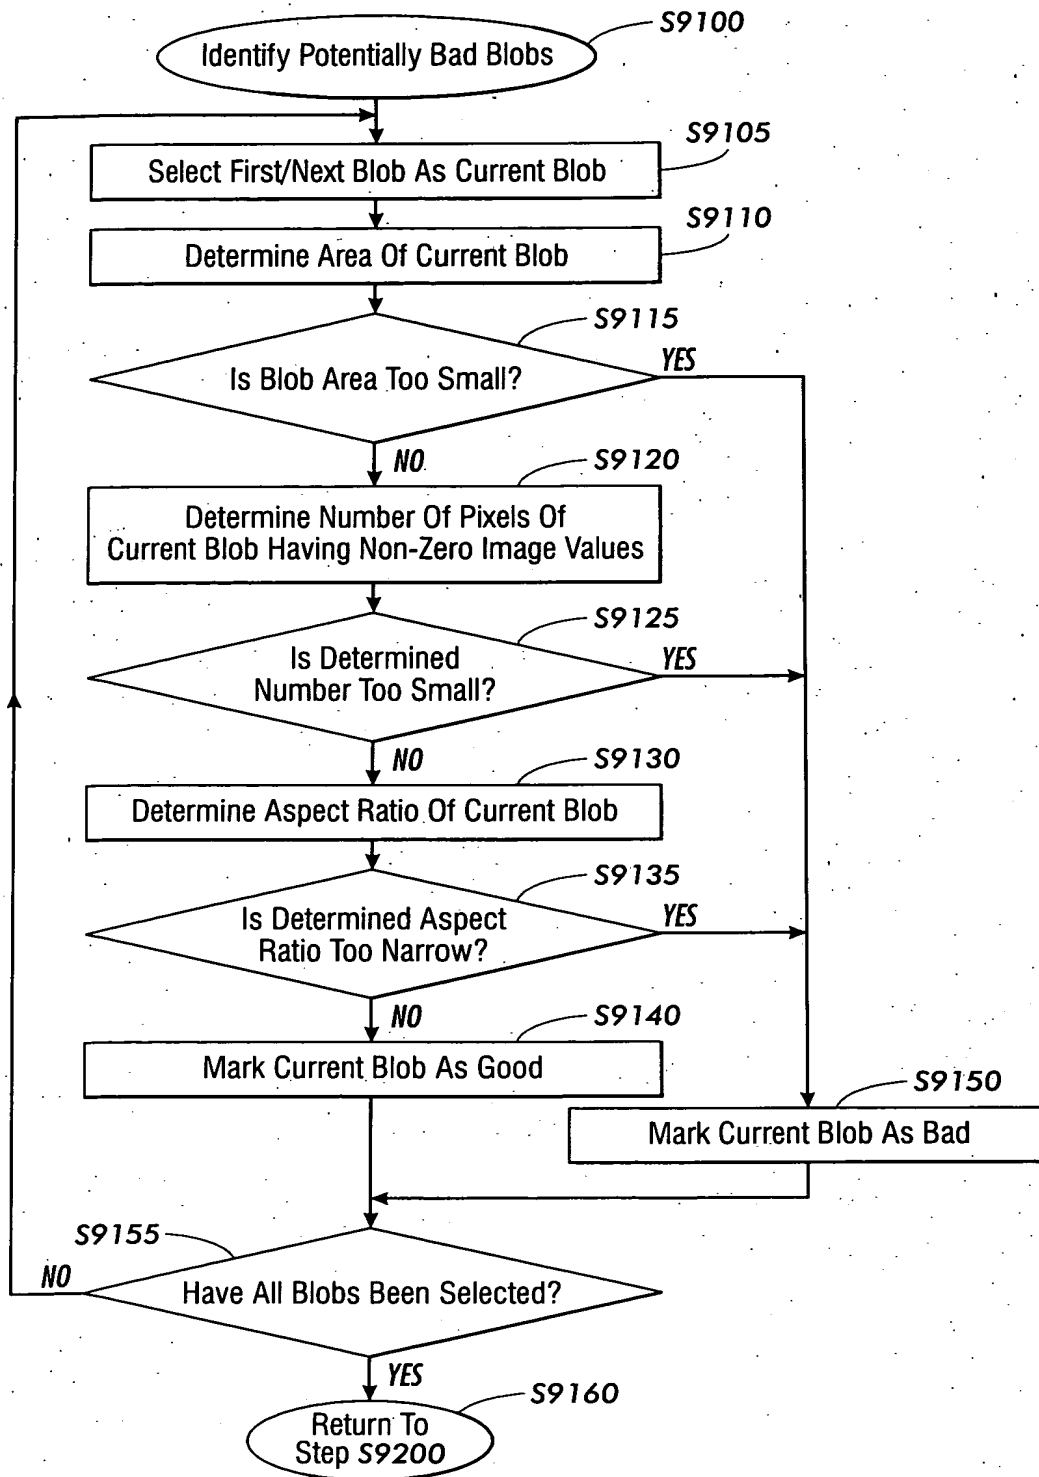 S9100
Identify Potentially Bad Blobs
S9105
Select First/Next Blob As Current Blob
S9110
Determine Area Of Current Blob
S9115
Is Blob Area Too Small?
YES
NO
S9120
Determine Number Of Pixels Of
Current Blob Having Non-Zero Image Values
S9125
Is Determined
Number Too Small?
YES
NO
S9130
Determine Aspect Ratio Of Current Blob
S9135
Is Determined Aspect
Ratio Too Narrow?
YES
NO
S9140
Mark Current Blob As Good
S9150
Mark Current Blob As Bad
S9155
NO
Have All Blobs Been Selected?
YES
S9160
Return To
Step S9200